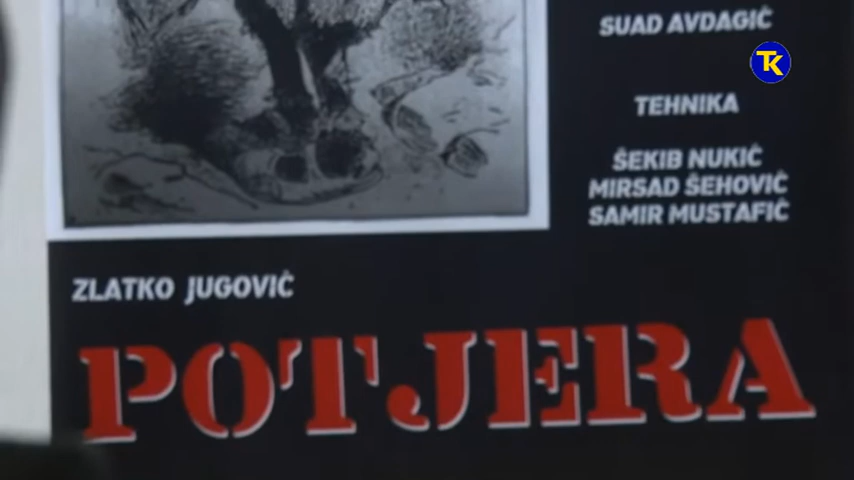 SUAD AVDAGIĆ
TK
TEHNIKA
ŠEKIB NUKIĆ
MIRSAD ŠEHOVIĆ
SAMIR MUSTAFIĆ
ZLATKO JUGOVIĆ
POTJERA